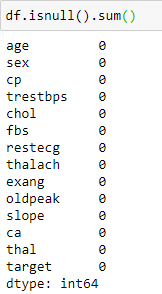 df.isnull().sum()
age 0
sex 0
cp 0
trestbps 0
chol 0
fbs 0
restecg 0
thalach 0
exang 0
oldpeak 0
slope 0
ca 0
thal 0
target 0
dtype: int64